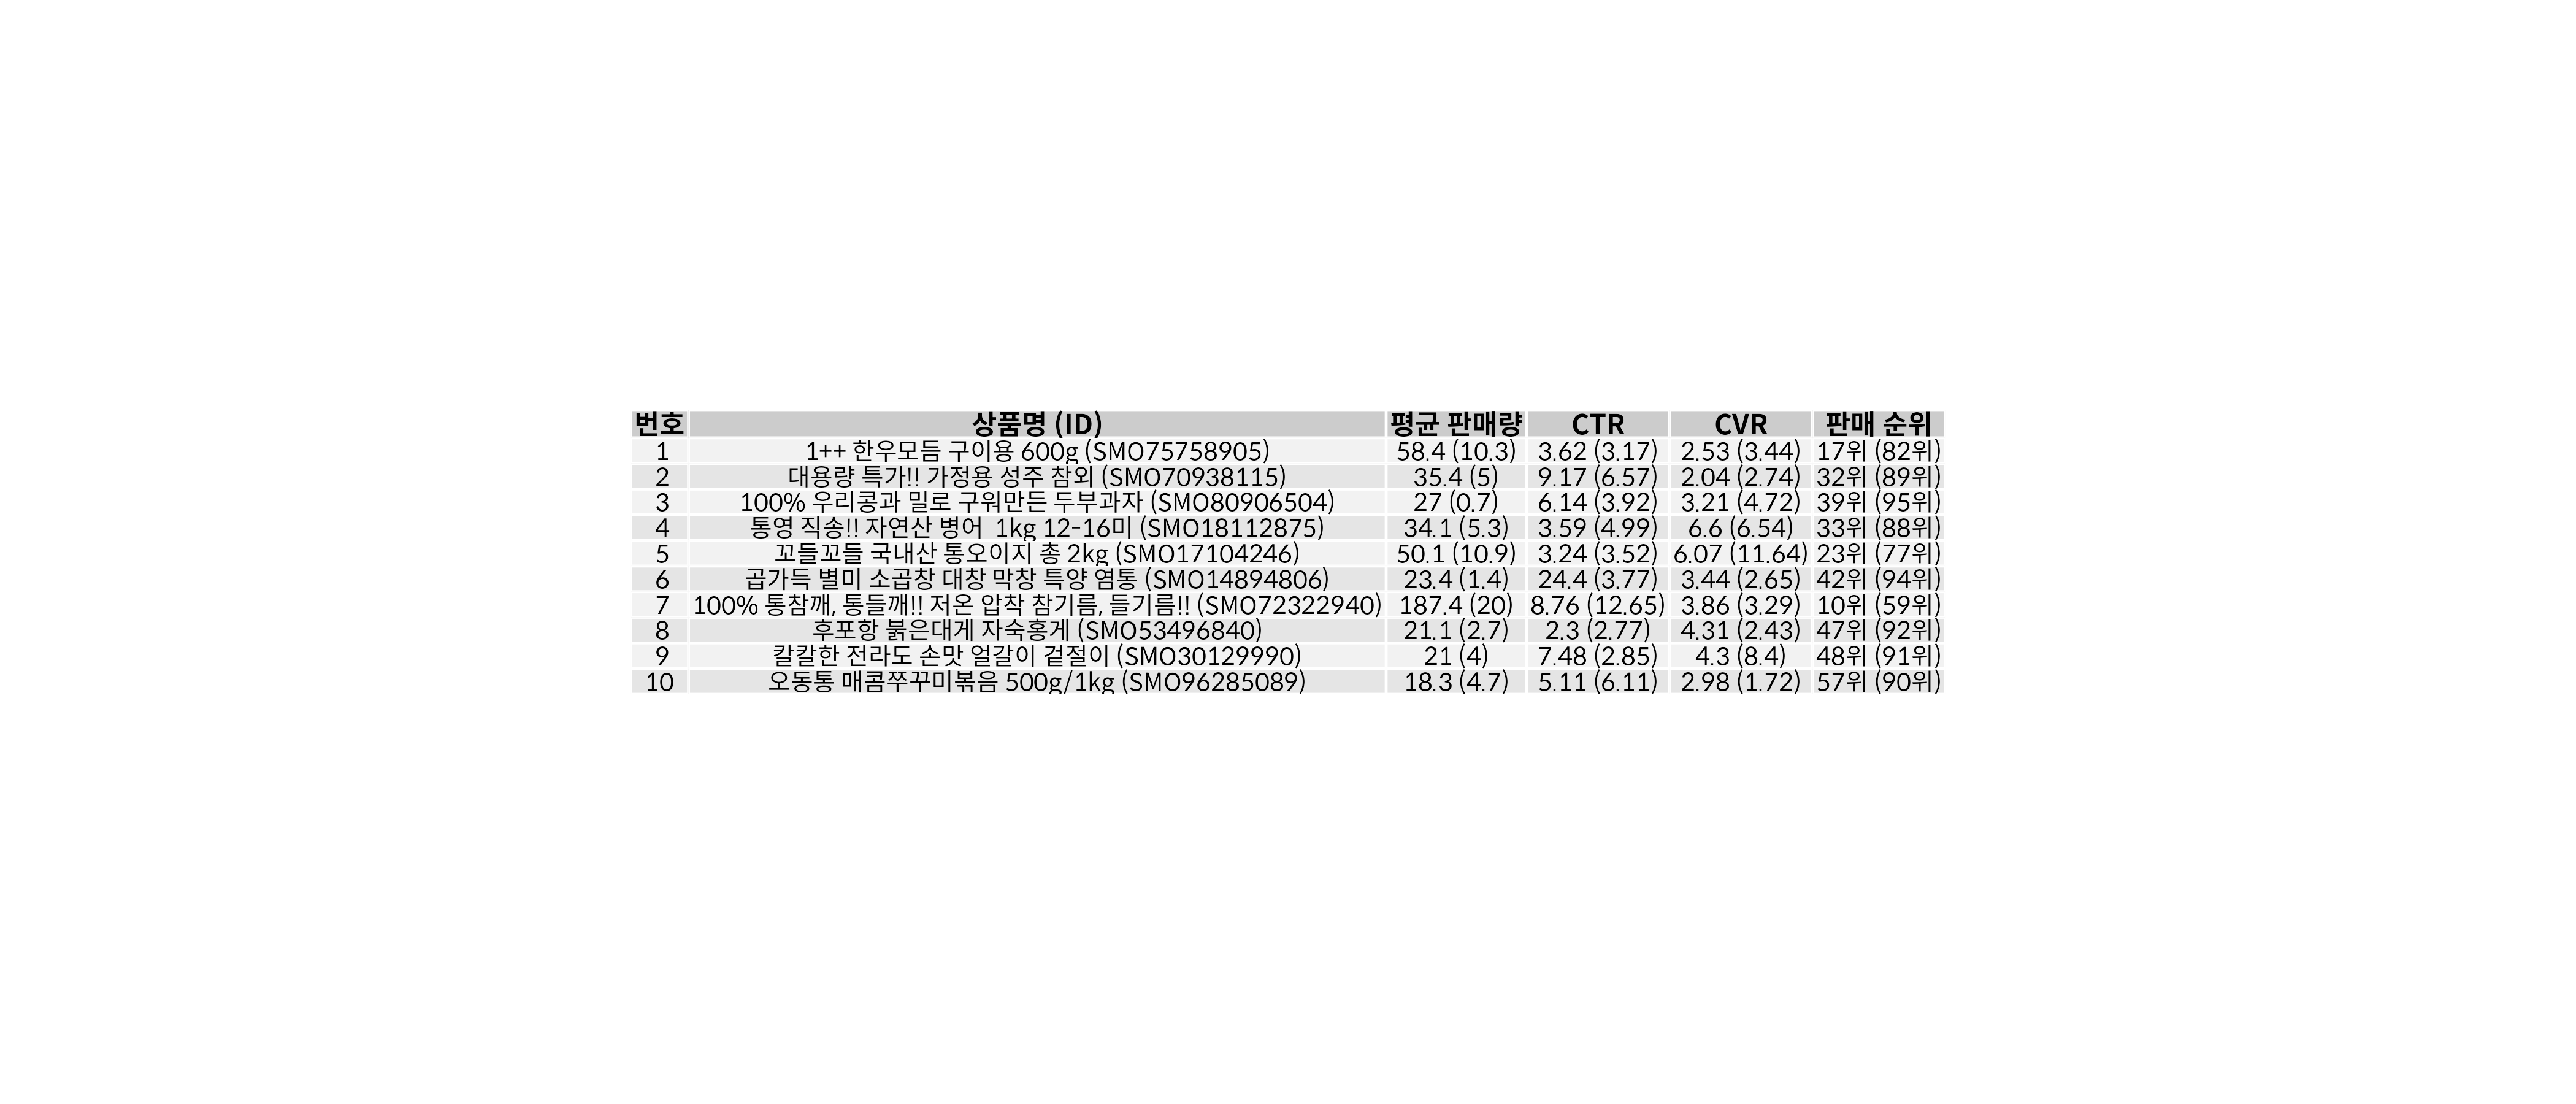 번호 상품명 (ID) 평균 판매량 CTR CVR 판매 순위
1 1++ 한우모듬 구이용 600g (SMO75758905) 58.4 (10.3) 3.62 (3.17) 2.53 (3.44) 17위 (82위)
2 대용량 특가!! 가정용 성주 참외 (SMO70938115) 35.4 (5) 9.17 (6.57) 2.04 (2.74) 32위 (89위)
3 100% 우리콩과 밀로 구워만든 두부과자 (SMO80906504) 27 (0.7) 6.14 (3.92) 3.21 (4.72) 39위 (95위)
4 통영 직송!! 자연산 병어  1kg 12-16미 (SMO18112875) 34.1 (5.3) 3.59 (4.99) 6.6 (6.54) 33위 (88위)
5 꼬들꼬들 국내산 통오이지 총 2kg (SMO17104246) 50.1 (10.9) 3.24 (3.52) 6.07 (11.64) 23위 (77위)
6 곱가득 별미 소곱창 대창 막창 특양 염통 (SMO14894806) 23.4 (1.4) 24.4 (3.77) 3.44 (2.65) 42위 (94위)
7 100% 통참깨, 통들깨!! 저온 압착 참기름, 들기름!! (SMO72322940) 187.4 (20) 8.76 (12.65) 3.86 (3.29) 10위 (59위)
8 후포항 붉은대게 자숙홍게 (SMO53496840) 21.1 (2.7) 2.3 (2.77) 4.31 (2.43) 47위 (92위)
9 칼칼한 전라도 손맛 얼갈이 겉절이 (SMO30129990) 21 (4) 7.48 (2.85) 4.3 (8.4) 48위 (91위)
10 오동통 매콤쭈꾸미볶음 500g/1kg (SMO96285089) 18.3 (4.7) 5.11 (6.11) 2.98 (1.72) 57위 (90위)